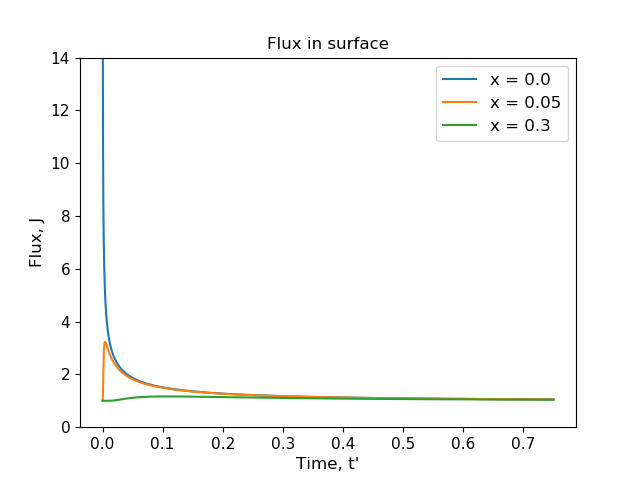 Flux in surface
x = 0.0
x = 0.05
x = 0.3
Flux, J
14
12
10
8
6
4
2
0
0.0 0.1 0.2 0.3 0.4 0.5 0.6 0.7
Time, t'